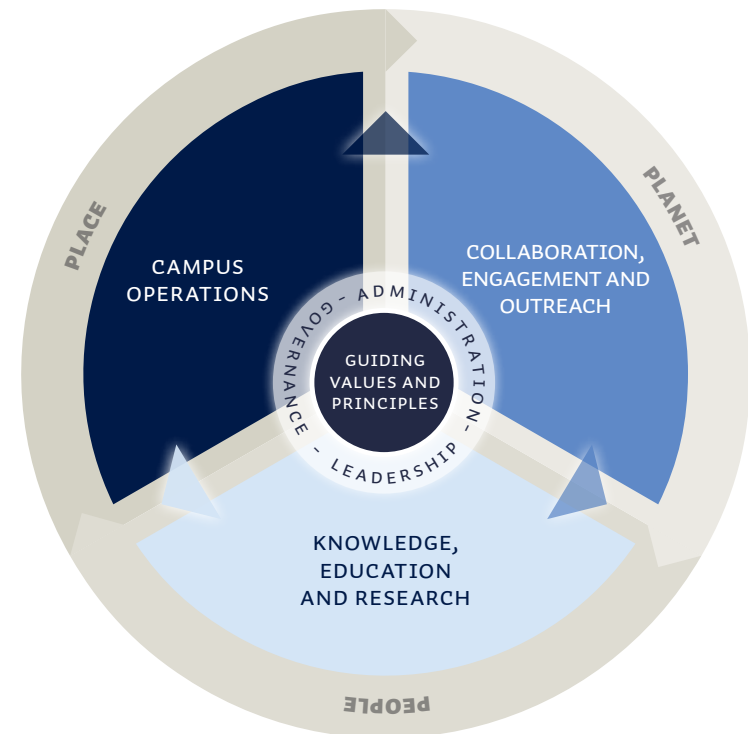 PLACE
PLANET
CAMPUS
OPERATIONS
COLLABORATION,
ENGAGEMENT AND
OUTREACH
GOVERNANCE - ADMINISTRATION - LEADERSHIP -
GUIDING
VALUES AND
PRINCIPLES
KNOWLEDGE,
EDUCATION
AND RESEARCH
PEOPLE